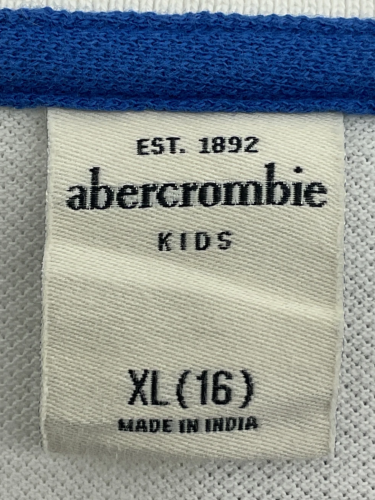 EST. 1892
abercrombie
KIDS
XL (16)
MADE IN INDIA